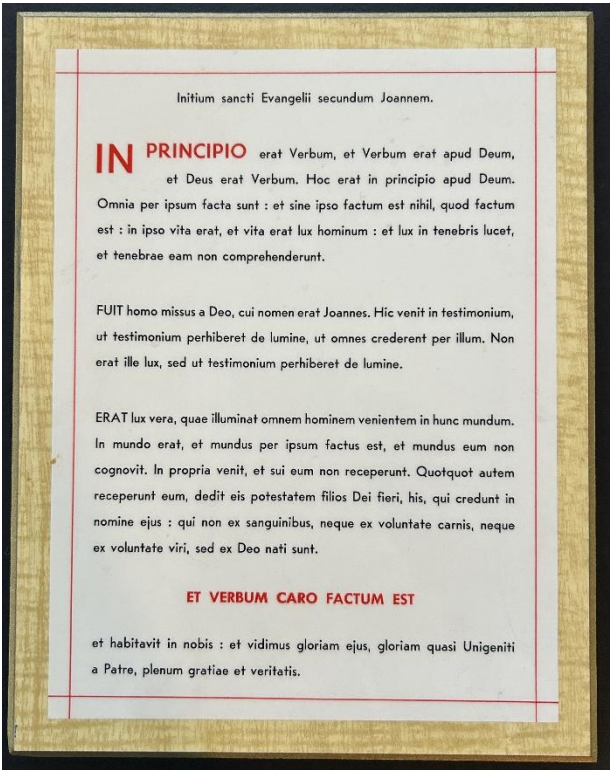 Initium sancti Evangelii secundum Joannem.
IN PRINCIPIO erat Verbum, et Verbum erat apud Deum,
et Deus erat Verbum. Hoc erat in principio apud Deum.
Omnia per ipsum facta sunt : et sine ipso factum est nihil, quod factum
est : in ipso vita erat, et vita erat lux hominum : et lux in tenebris lucet,
et tenebrae eam non comprehenderunt.
FUIT homo missus a Deo, cui nomen erat Joannes. Hic venit in testimonium,
ut testimonium perhiberet de lumine, ut omnes crederent per illum. Non
erat ille lux, sed ut testimonium perhiberet de lumine.
ERAT lux vera, quae illuminat omnem hominem venientem in hunc mundum.
In mundo erat, et mundus per ipsum factus est, et mundus eum non
cognovit. In propria venit, et sui eum non receperunt. Quotquot autem
receperunt eum, dedit eis potestatem filios Dei fieri, his, qui credunt in
nomine ejus : qui non ex sanguinibus, neque ex voluntate carnis, neque
ex voluntate viri, sed ex Deo nati sunt.
ET VERBUM CARO FACTUM EST
et habitavit in nobis : et vidimus gloriam ejus, gloriam quasi Unigeniti
a Patre, plenum gratiae et veritatis.